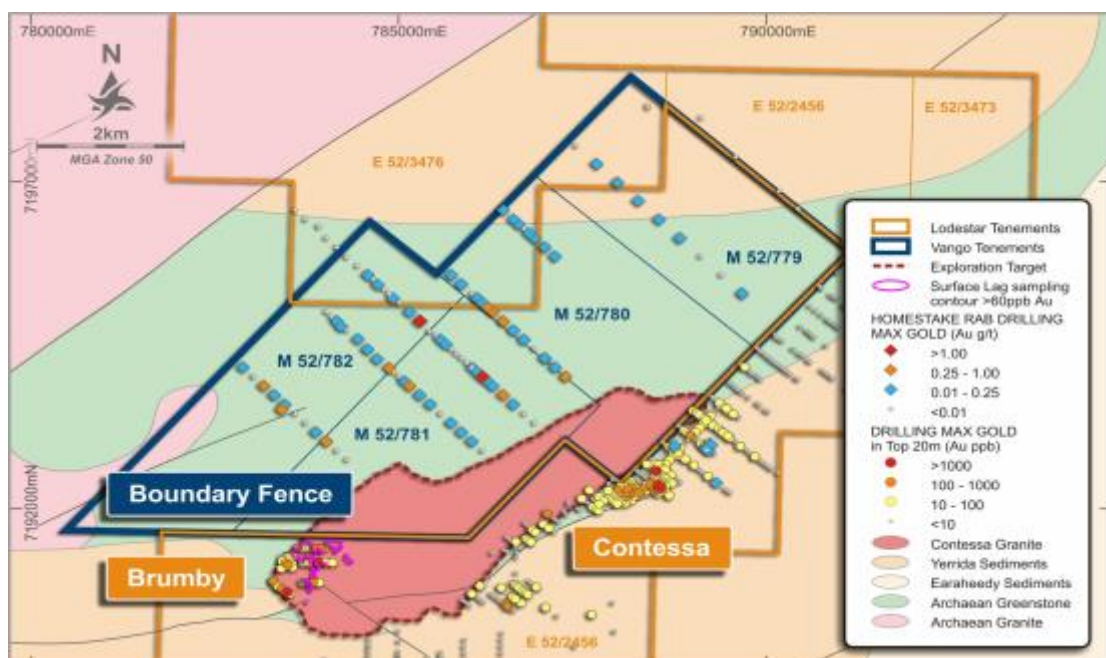 780000mE
785000mE
790000mE
N
2km
MGA Zone 50
E 52/2456
E 52/3473
E 52/3476
7197000mN
M 52/779
M 52/780
M 52/782
M 52/781
7192000mN
Boundary Fence
Brumby
Contessa
E 52/2456
Lodestar Tenements
Vango Tenements
Exploration Target
Surface Lag sampling
contour >60ppb Au
HOMESTAKE RAB DRILLING
MAX GOLD (Au g/t)
>1.00
0.25 - 1.00
0.01 - 0.25
<0.01
DRILLING MAX GOLD
in Top 20m (Au ppb)
>1000
100 - 1000
10 - 100
<10
Contessa Granite
Yerrida Sediments
Earaheedy Sediments
Archaean Greenstone
Archaean Granite